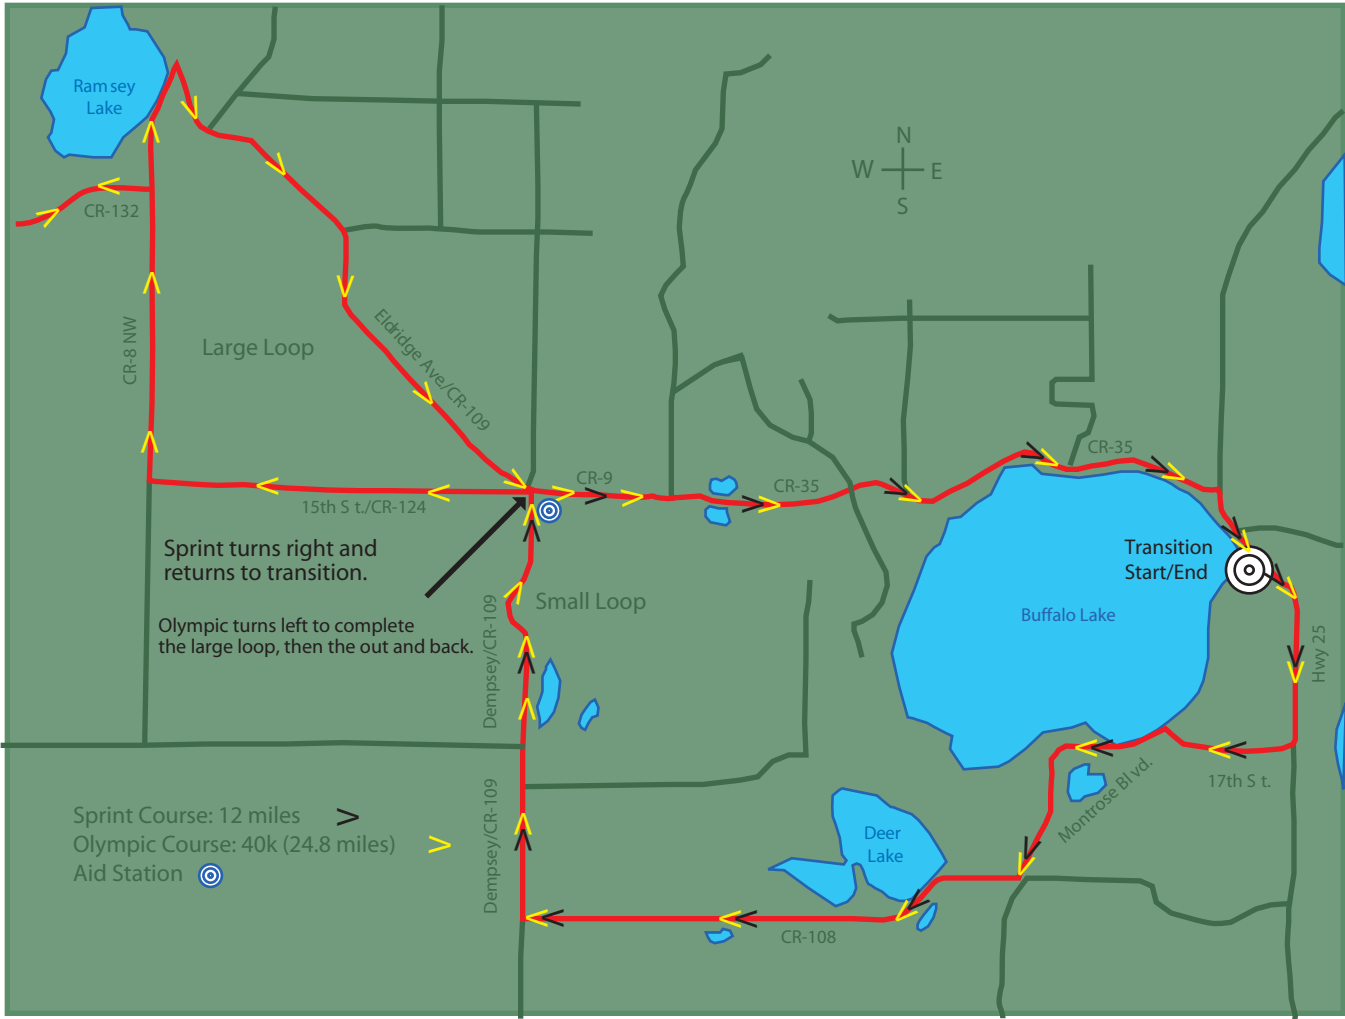 Ramsey
Lake
N
W E
S
CR-132
CR-8 NW
Large Loop
Eldridge Ave/CR-109
CR-9
CR-35
CR-35
15th St./CR-124
Sprint turns right and
returns to transition.
Olympic turns left to complete
the large loop, then the out and back.
Small Loop
Dempsey/CR-109
Dempsey/CR-109
Transition
Start/End
Buffalo Lake
Hwy 25
17th St.
Montrose Blvd.
Deer
Lake
CR-108
Sprint Course: 12 miles
Olympic Course: 40k (24.8 miles)
Aid Station